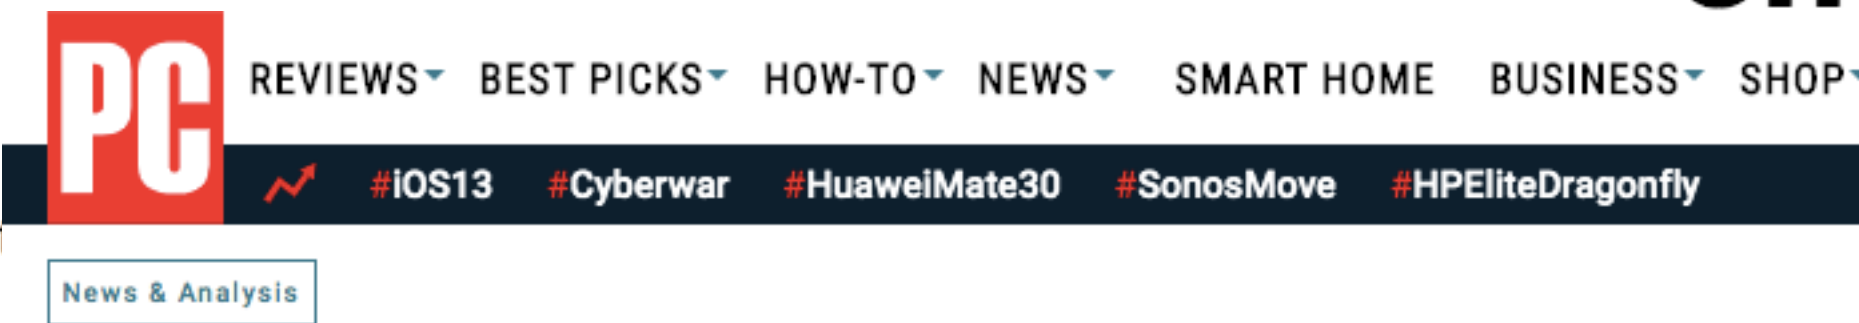 PC
REVIEWS BEST PICKS HOW-TO NEWS SMART HOME BUSINESS SHOP
#iOS13 #Cyberwar #HuaweiMate30 #SonosMove #HPEliteDragonfly
News & Analysis